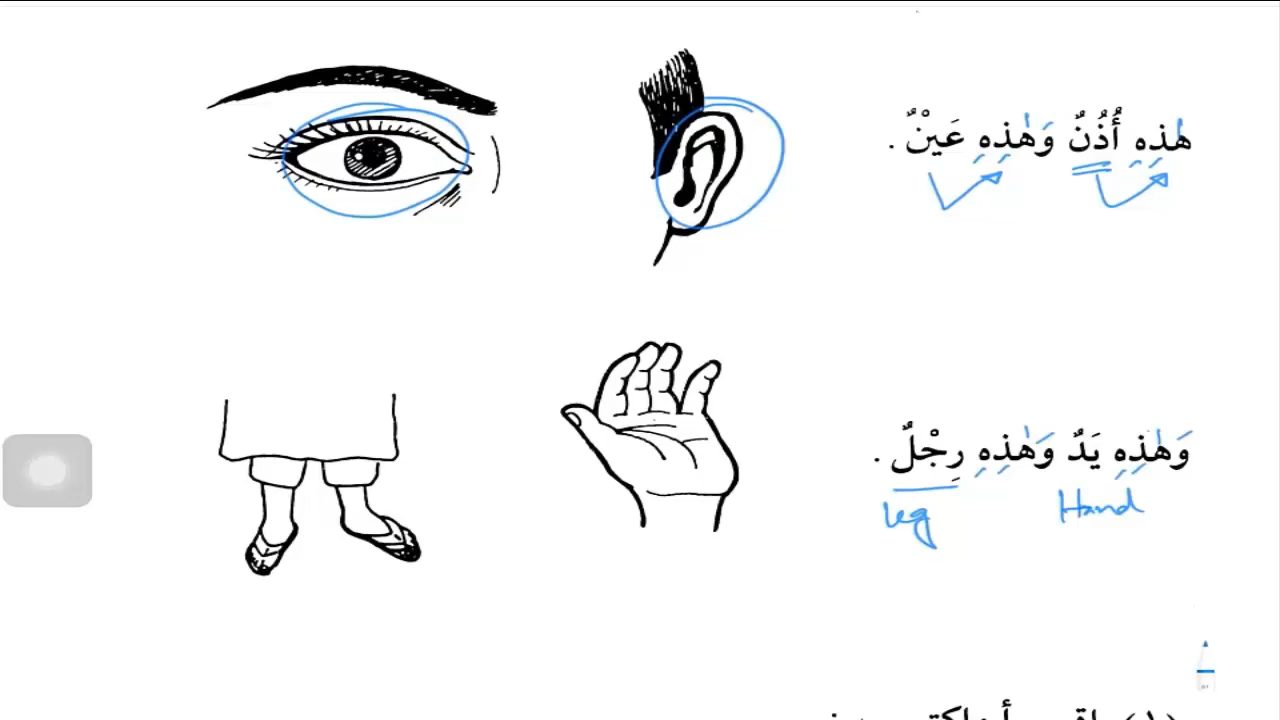 هٰذِهِ أُذُنٌ وَهٰذِهِ عَيْنٌ .
وَهٰذِهِ يَدٌ وَهٰذِهِ رِجْلٌ .
leg Hand